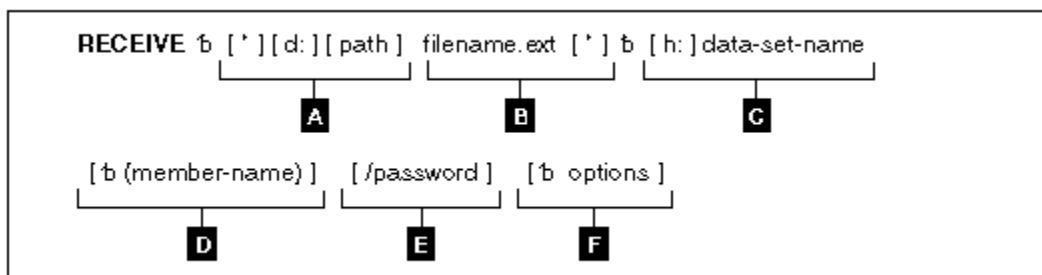 RECEIVE ƀ [ ' ] [ d: ] [ path ] filename.ext [ ' ] ƀ [ h: ] data-set-name
A B C
[ ƀ (member-name) ] [ /password ] [ ƀ options ]
D E F